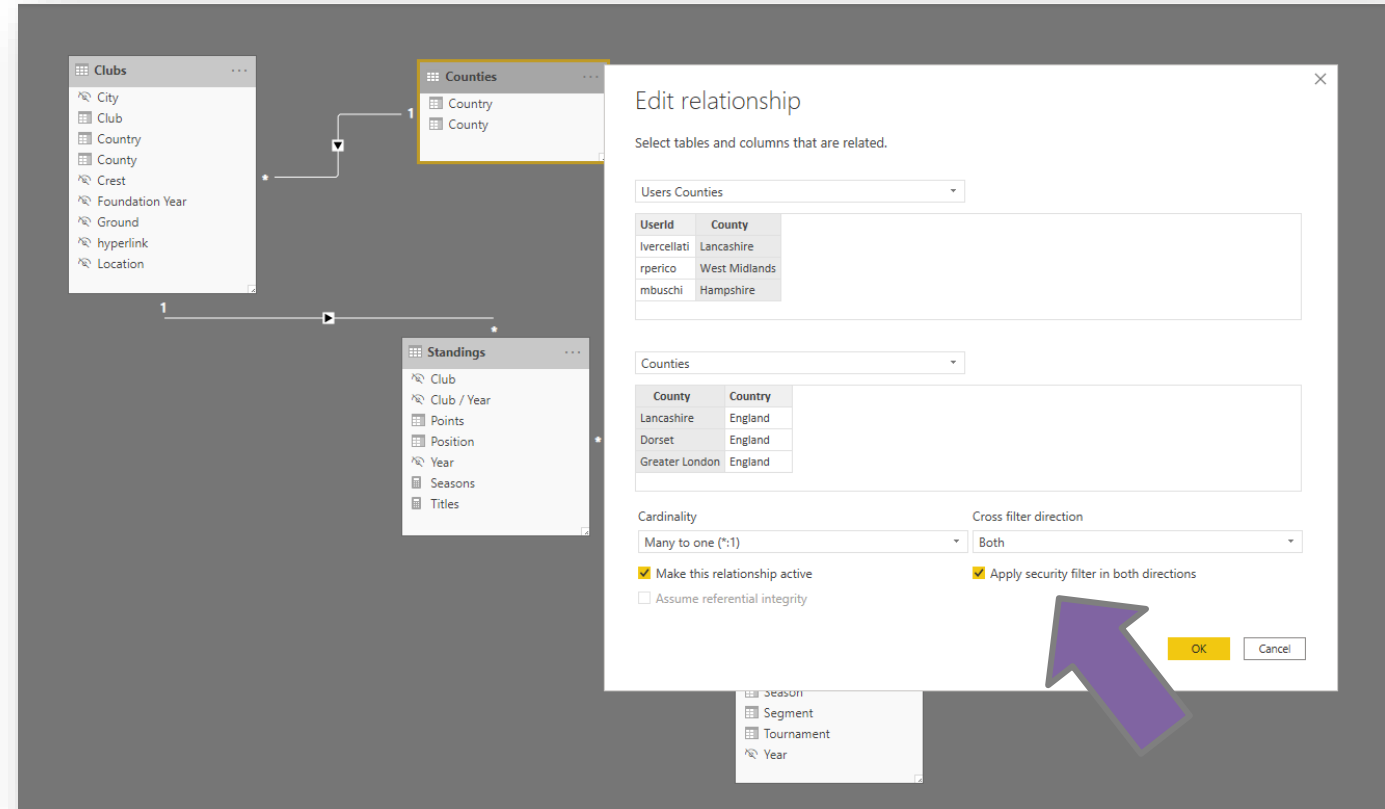 Clubs
City
Club
Country
County
Crest
Foundation Year
Ground
hyperlink
Location
1
*
Counties
Country
County
1
*
Standings
Club
Club / Year
Points
Position
Year
Seasons
Titles
*
Edit relationship
Select tables and columns that are related.
Users Counties
UserId County
lvercellati Lancashire
rperico West Midlands
mbuschi Hampshire
Counties
County Country
Lancashire England
Dorset England
Greater London England
Cardinality
Many to one (*:1)
Make this relationship active
Assume referential integrity
Cross filter direction
Both
Apply security filter in both directions
OK
Cancel
Season
Segment
Tournament
Year